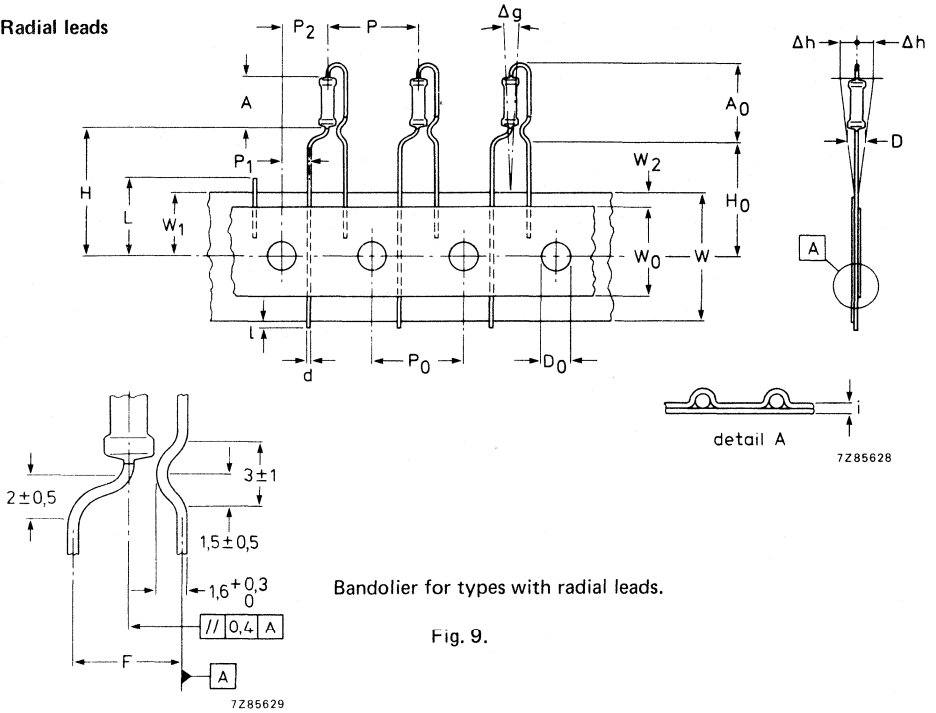 Radial leads
P2
P
Δg
Δh
Δh
A
A0
D
P1
W2
H
L
W1
H0
W0
W
A
l
d
P0
D0
i
detail A
7Z85628
2±0,5
3±1
1,5±0,5
1,6 +0,3 0
// 0,4 A
F
A
7Z85629
Bandolier for types with radial leads.
Fig. 9.